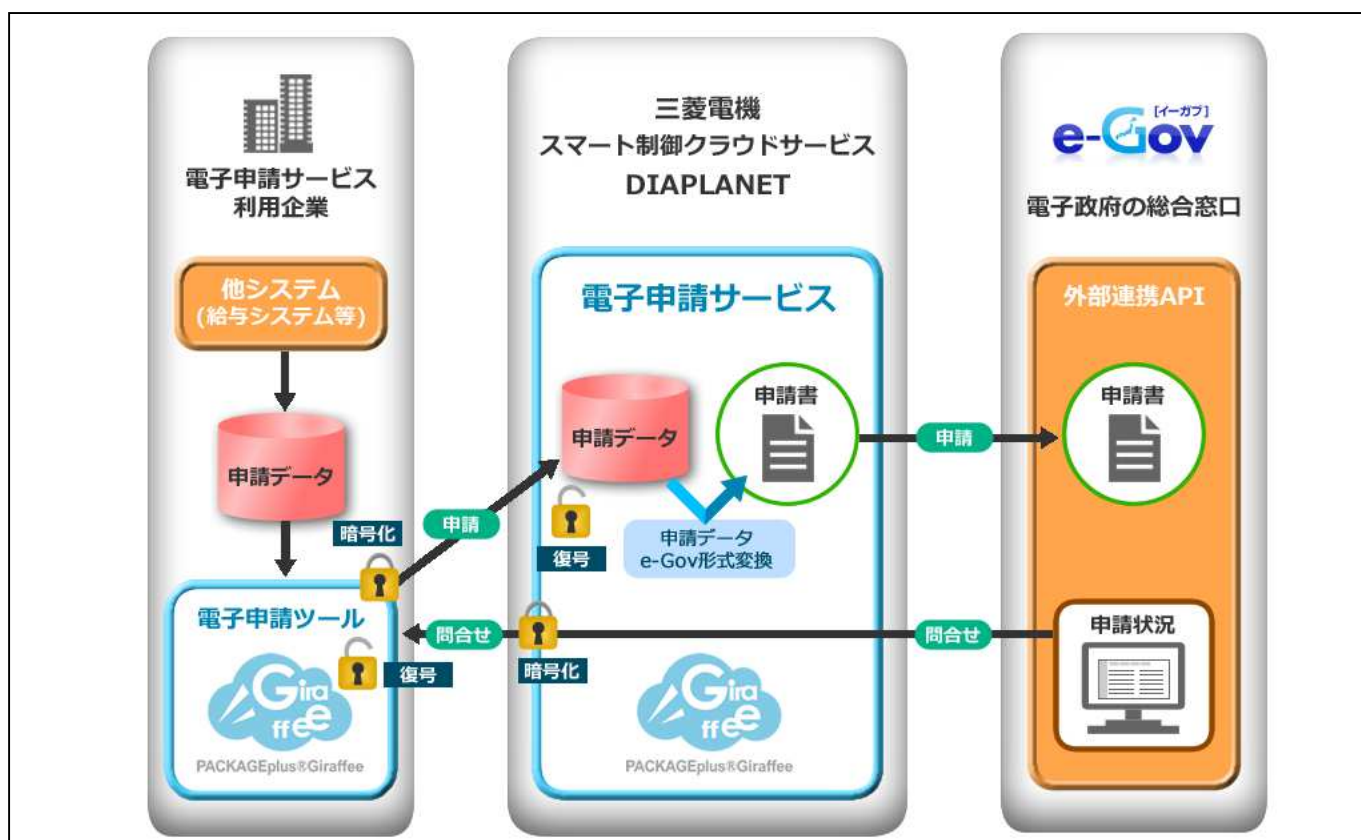 電子申請サービス
利用企業
他システム
(給与システム等)
申請データ
暗号化
申請
電子申請ツール
復号
Giraffee
PACKAGEplus®Giraffee
三菱電機
スマート制御クラウドサービス
DIAPLANET
電子申請サービス
申請データ
申請書
復号
申請データ
e-Gov形式変換
申請
問合せ
暗号化
問合せ
Giraffee
PACKAGEplus®Giraffee
[イーガブ]
e-Gov
電子政府の総合窓口
外部連携API
申請書
申請状況